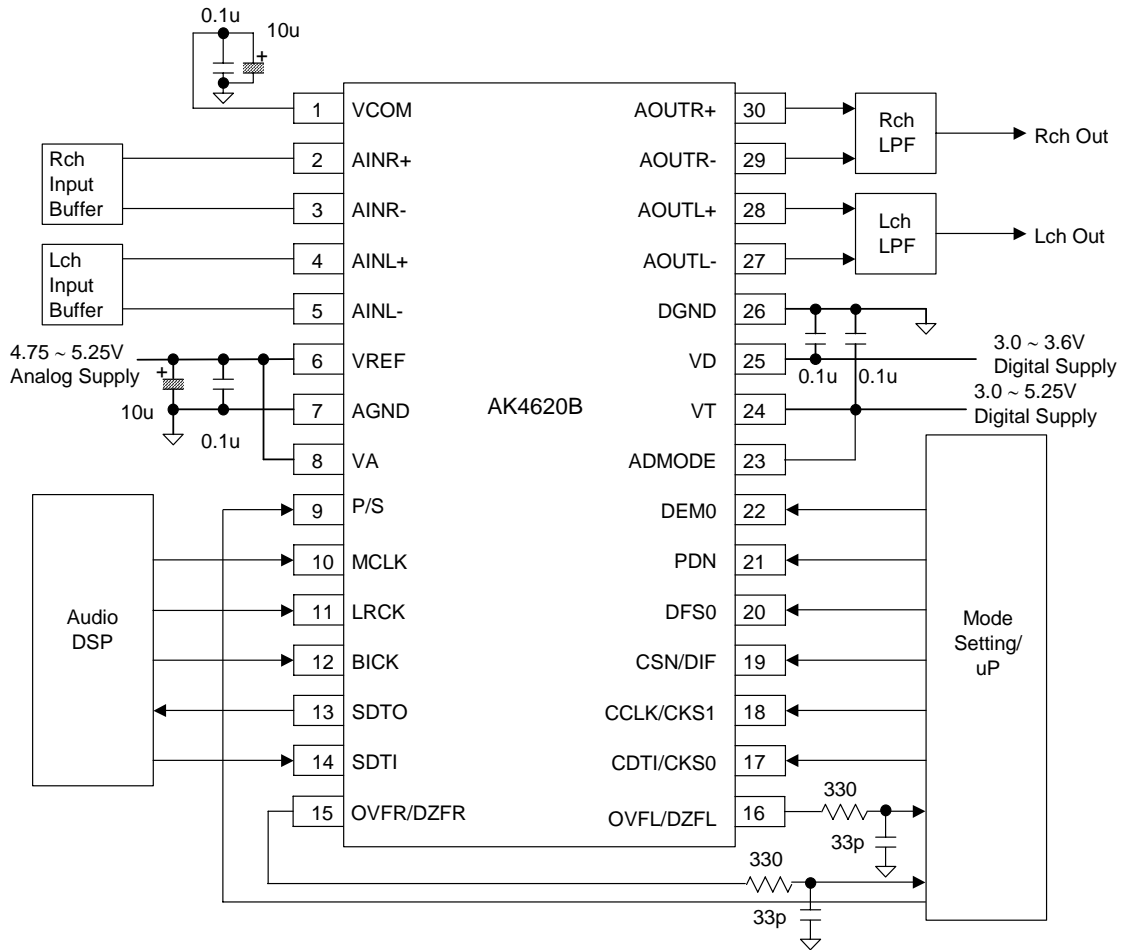 0.1u
10u
+
1 VCOM
2 AINR+
3 AINR-
4 AINL+
5 AINL-
6 VREF
7 AGND
8 VA
9 P/S
10 MCLK
11 LRCK
12 BICK
13 SDTO
14 SDTI
15 OVFR/DZFR
Rch
Input
Buffer
Lch
Input
Buffer
4.75 ~ 5.25V
Analog Supply
+
10u
0.1u
Audio
DSP
AK4620B
AOUTR+ 30
AOUTR- 29
AOUTL+ 28
AOUTL- 27
DGND 26
VD 25
VT 24
ADMODE 23
DEM0 22
PDN 21
DFS0 20
CSN/DIF 19
CCLK/CKS1 18
CDTI/CKS0 17
OVFL/DZFL 16
Rch
LPF
Rch Out
Lch
LPF
Lch Out
0.1u
0.1u
3.0 ~ 3.6V
Digital Supply
3.0 ~ 5.25V
Digital Supply
Mode
Setting/
uP
330
33p
330
33p